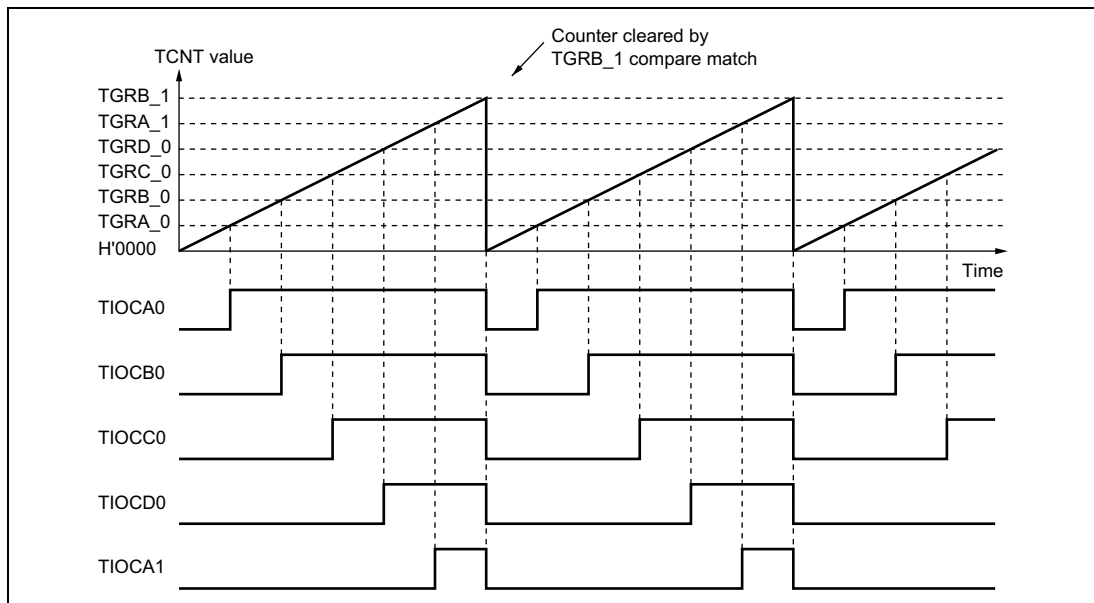 Counter cleared by
TGRB_1 compare match
TCNT value
TGRB_1
TGRA_1
TGRD_0
TGRC_0
TGRB_0
TGRA_0
H'0000
Time
TIOCA0
TIOCB0
TIOCC0
TIOCD0
TIOCA1